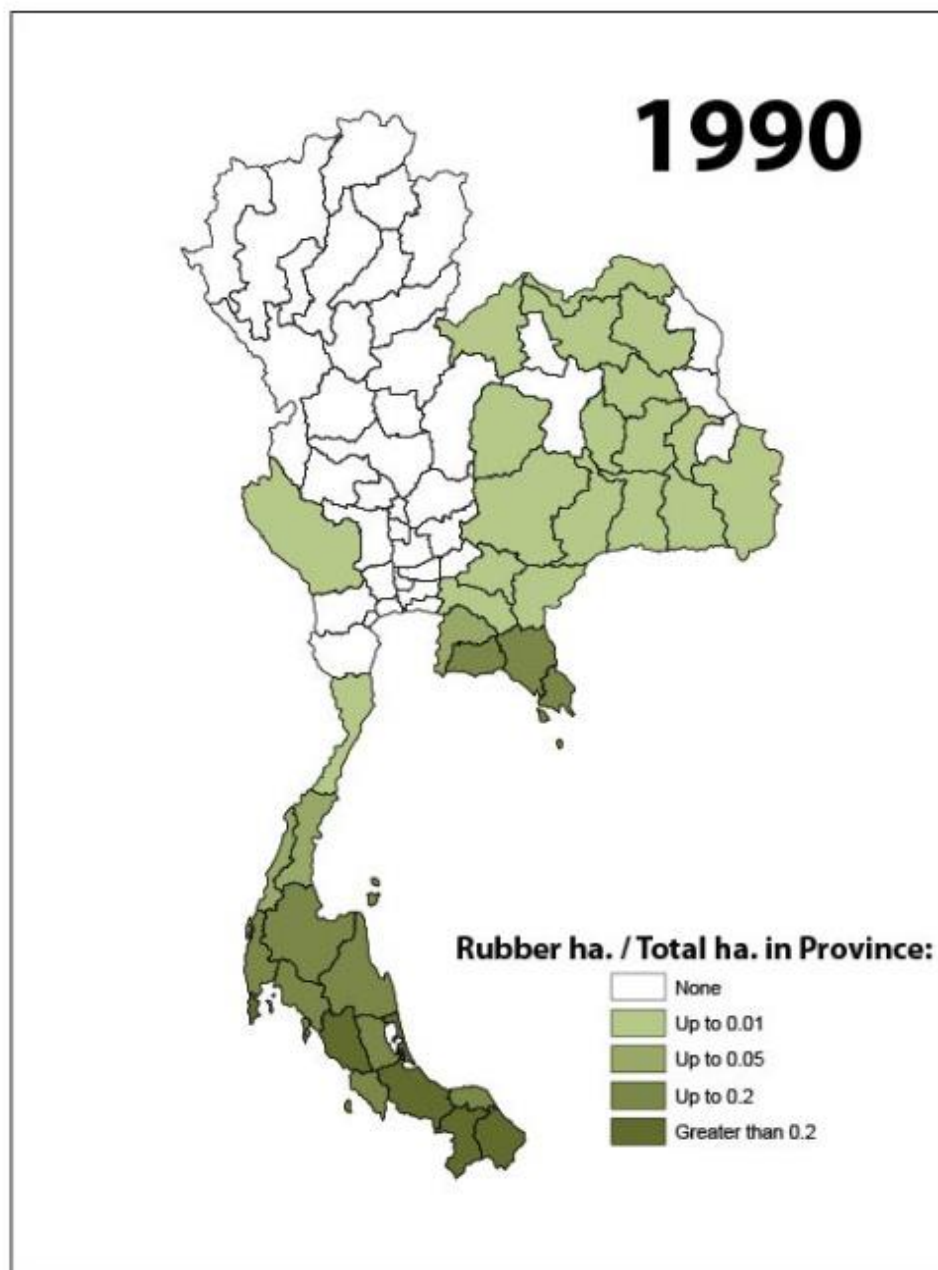 1990
Rubber ha. / Total ha. in Province:
None
Up to 0.01
Up to 0.05
Up to 0.2
Greater than 0.2